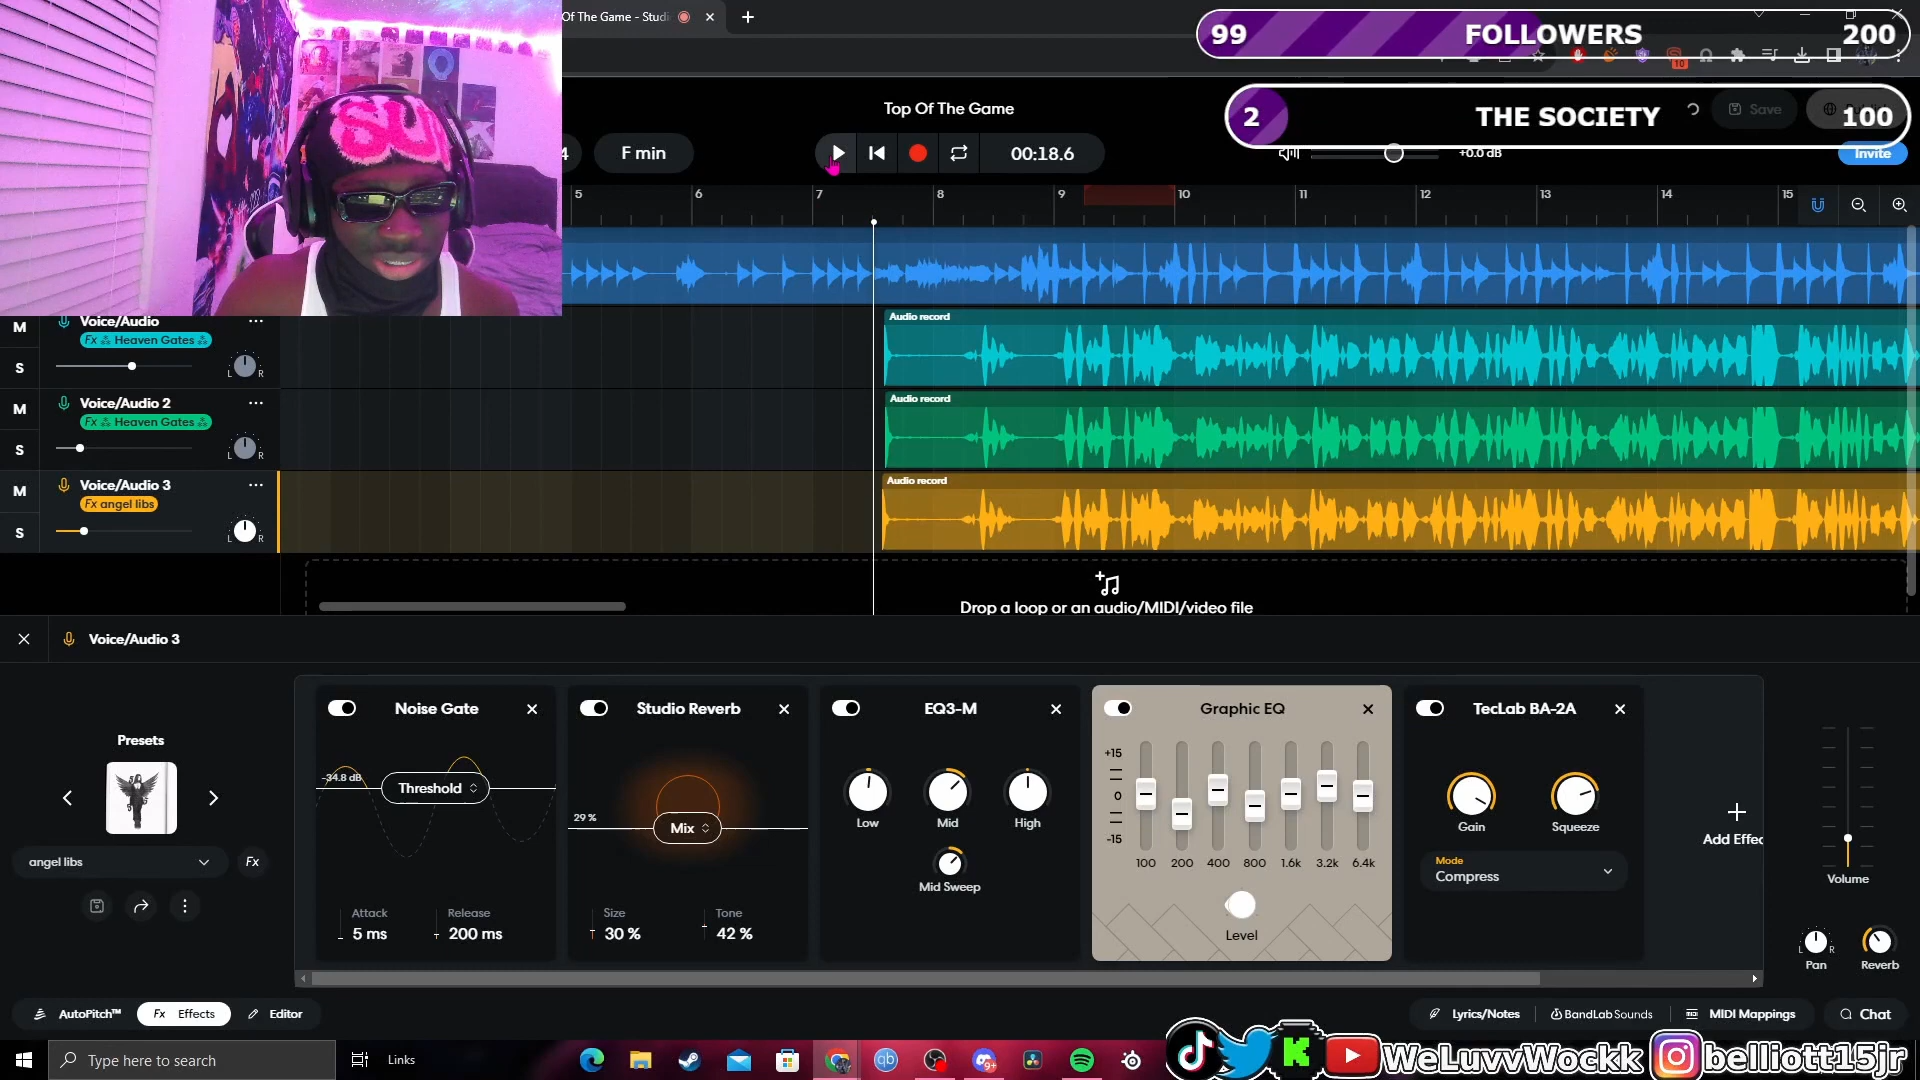 Of The Game - Studi
99 FOLLOWERS 200
10
Top Of The Game
2 THE SOCIETY 100
Save
4
F min
00:18.6
+0.0 dB
Invite
5 6 7 8 9 10 11 12 13 14 15
M Voice/Audio
Fx Heaven Gates
S L R
Audio record
M Voice/Audio 2
Fx Heaven Gates
S L R
Audio record
M Voice/Audio 3
Fx angel libs
S L R
Audio record
Drop a loop or an audio/MIDI/video file
Voice/Audio 3
Presets
angel libs
Fx
Noise Gate
-34.8 dB
Threshold
Attack
5 ms
Release
200 ms
Studio Reverb
29 %
Mix
Size
30 %
Tone
42 %
EQ3-M
Low Mid High
Mid Sweep
Graphic EQ
+15
0
-15
100 200 400 800 1.6k 3.2k 6.4k
Level
TecLab BA-2A
Gain Squeeze
Mode
Compress
Add Effec
Volume
L R
Pan Reverb
AutoPitch™ Fx Effects Editor
Lyrics/Notes BandLab Sounds MIDI Mappings Chat
Type here to search
Links
qb
9+
K
WeLuvvWockk belliott15jr